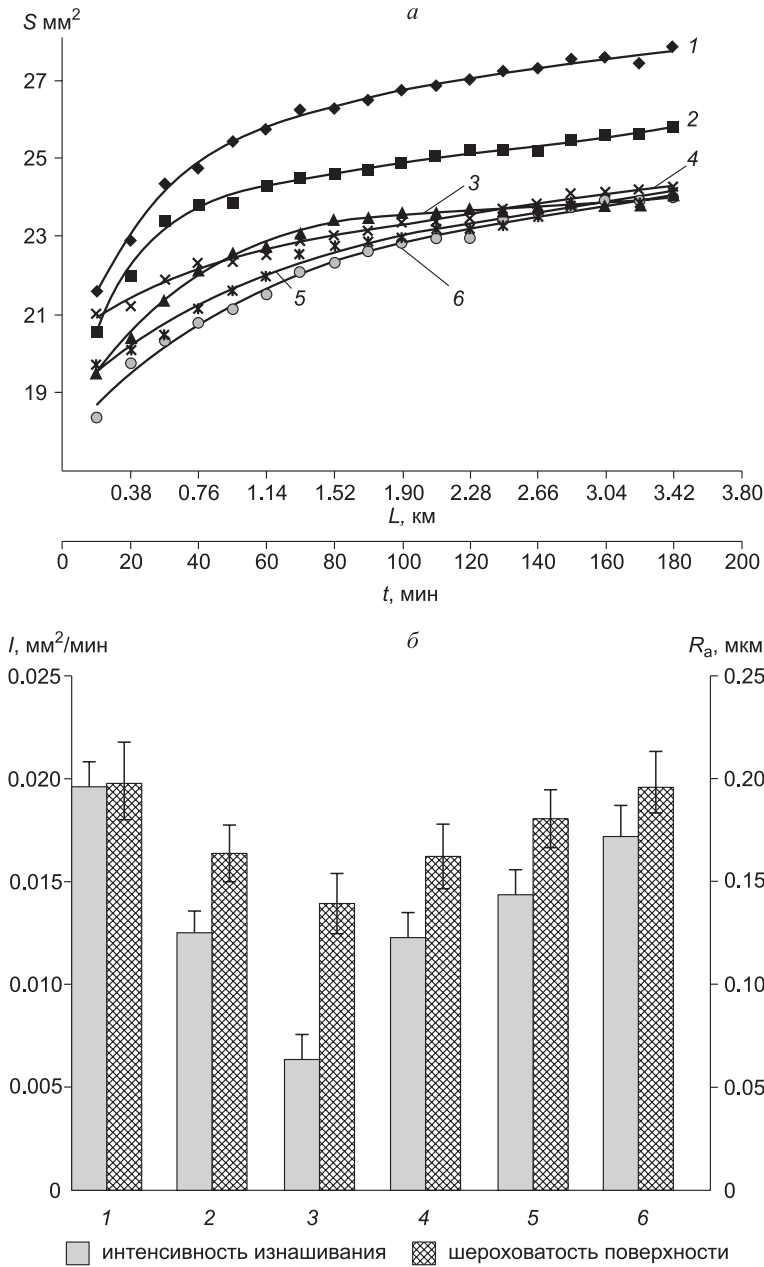 а
S мм²
27
25
23
21
19
1
2
3
4
5
6
0.38 0.76 1.14 1.52 1.90 2.28 2.66 3.04 3.42 3.80
L, км
0 20 40 60 80 100 120 140 160 180 200
t, мин
б
I, мм²/мин
Rа, мкм
0.025 0.25
0.020 0.20
0.015 0.15
0.010 0.10
0.005 0.05
0 0
1 2 3 4 5 6
интенсивность изнашивания шероховатость поверхности